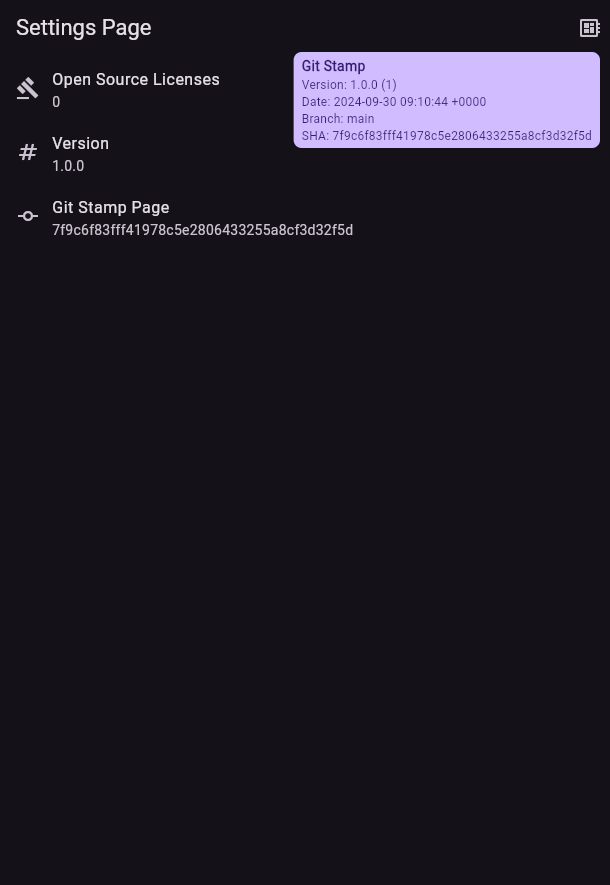 Settings Page
Git Stamp
Version: 1.0.0 (1)
Date: 2024-09-30 09:10:44 +0000
Branch: main
SHA: 7f9c6f83fff41978c5e2806433255a8cf3d32f5d
Open Source Licenses
0
Version
1.0.0
Git Stamp Page
7f9c6f83fff41978c5e2806433255a8cf3d32f5d